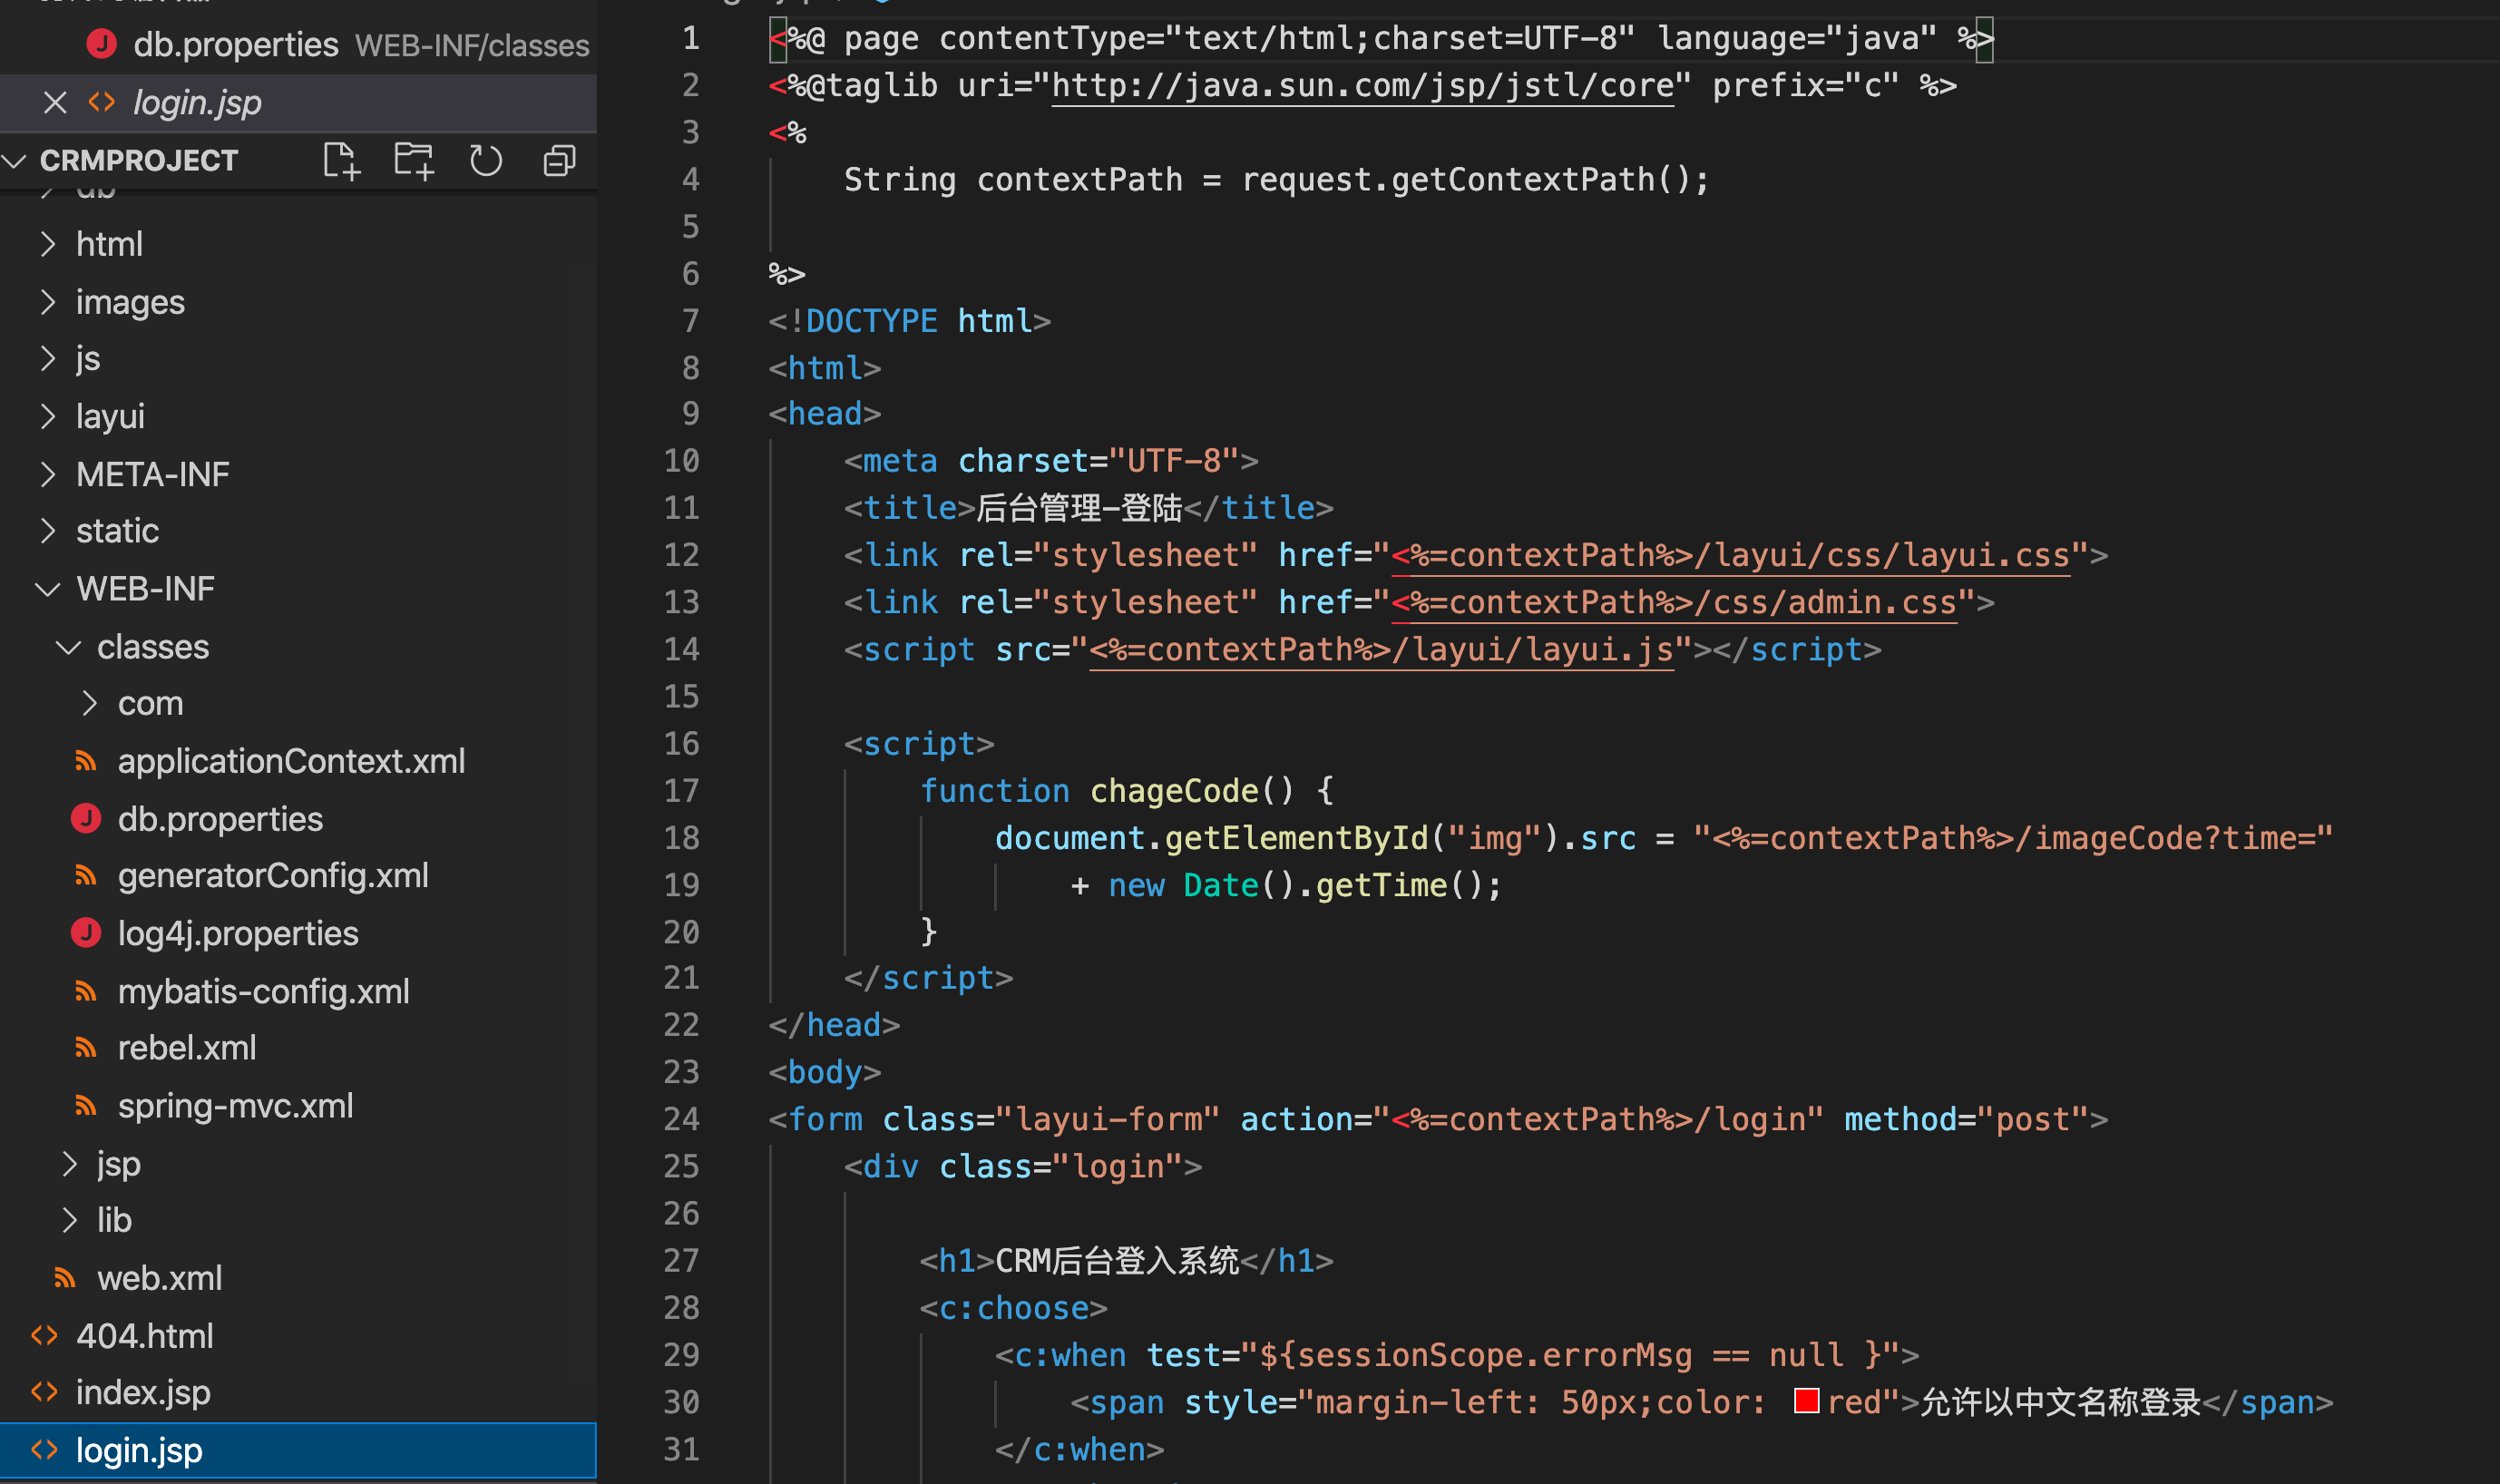 db.properties WEB-INF/classes
login.jsp
CRMPROJECT
db
html
images
js
layui
META-INF
static
WEB-INF
classes
com
applicationContext.xml
db.properties
generatorConfig.xml
log4j.properties
mybatis-config.xml
rebel.xml
spring-mvc.xml
jsp
lib
web.xml
404.html
index.jsp
login.jsp
1 <%@ page contentType="text/html;charset=UTF-8" language="java" %>
2 <%@taglib uri="http://java.sun.com/jsp/jstl/core" prefix="c" %>
3 <%
4 String contextPath = request.getContextPath();
5
6 %>
7 <!DOCTYPE html>
8 <html>
9 <head>
10 <meta charset="UTF-8">
11 <title>后台管理-登陆</title>
12 <link rel="stylesheet" href="<%=contextPath%>/layui/css/layui.css">
13 <link rel="stylesheet" href="<%=contextPath%>/css/admin.css">
14 <script src="<%=contextPath%>/layui/layui.js"></script>
15
16 <script>
17 function chageCode() {
18 document.getElementById("img").src = "<%=contextPath%>/imageCode?time="
19 + new Date().getTime();
20 }
21 </script>
22 </head>
23 <body>
24 <form class="layui-form" action="<%=contextPath%>/login" method="post">
25 <div class="login">
26
27 <h1>CRM后台登入系统</h1>
28 <c:choose>
29 <c:when test="${sessionScope.errorMsg == null }">
30 <span style="margin-left: 50px;color: red">允许以中文名称登录</span>
31 </c:when>